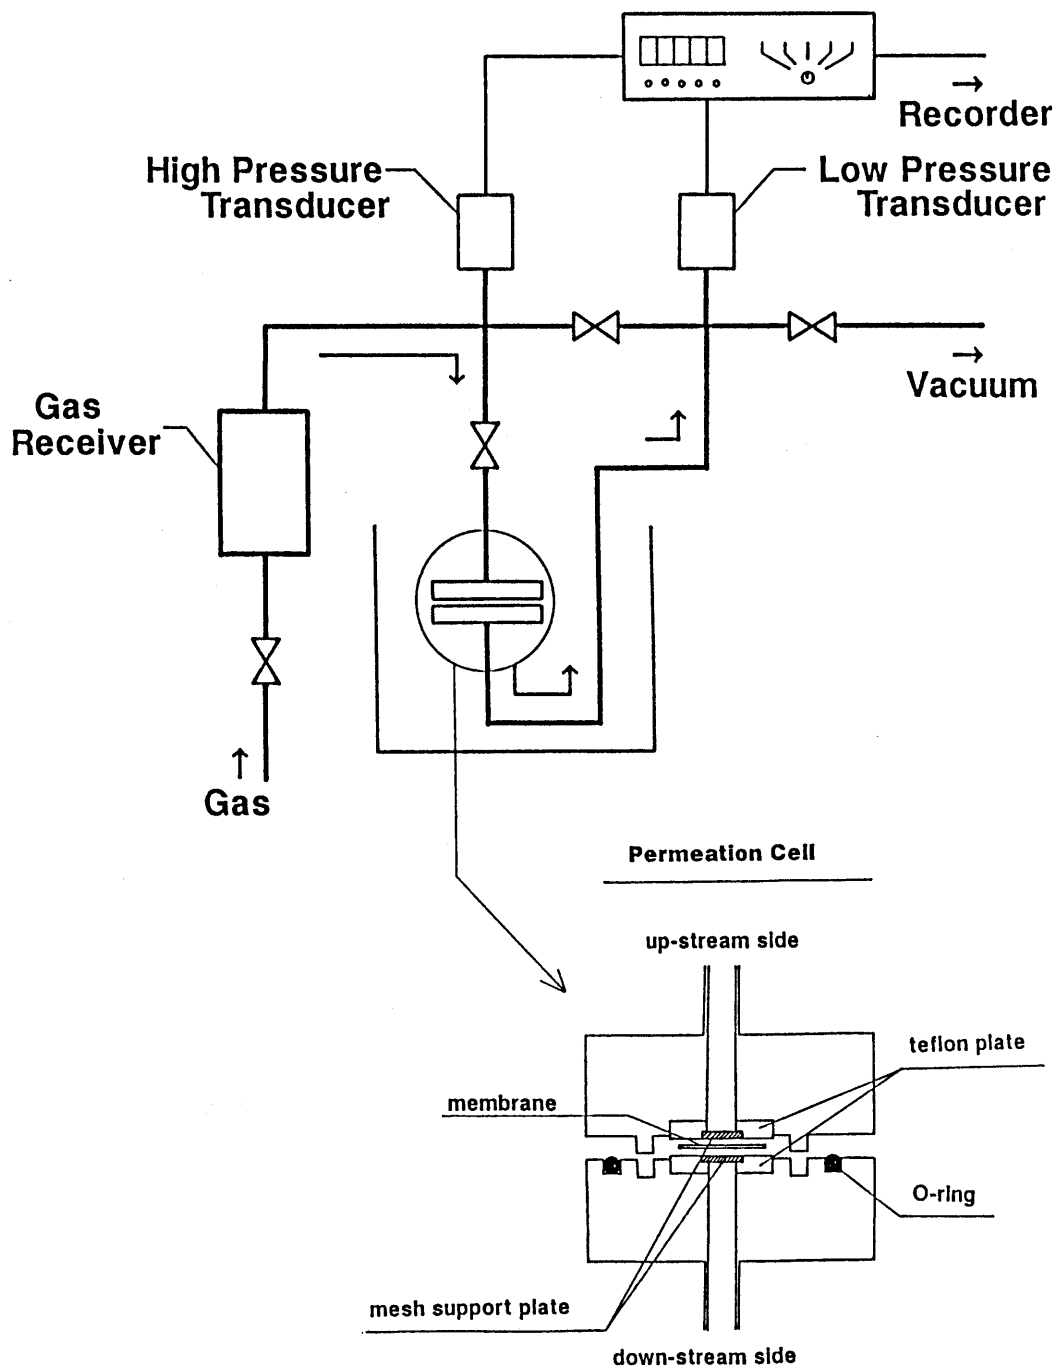 Recorder
High Pressure
Transducer
Low Pressure
Transducer
Vacuum
Gas
Receiver
Gas
Permeation Cell
up-stream side
teflon plate
membrane
O-ring
mesh support plate
down-stream side